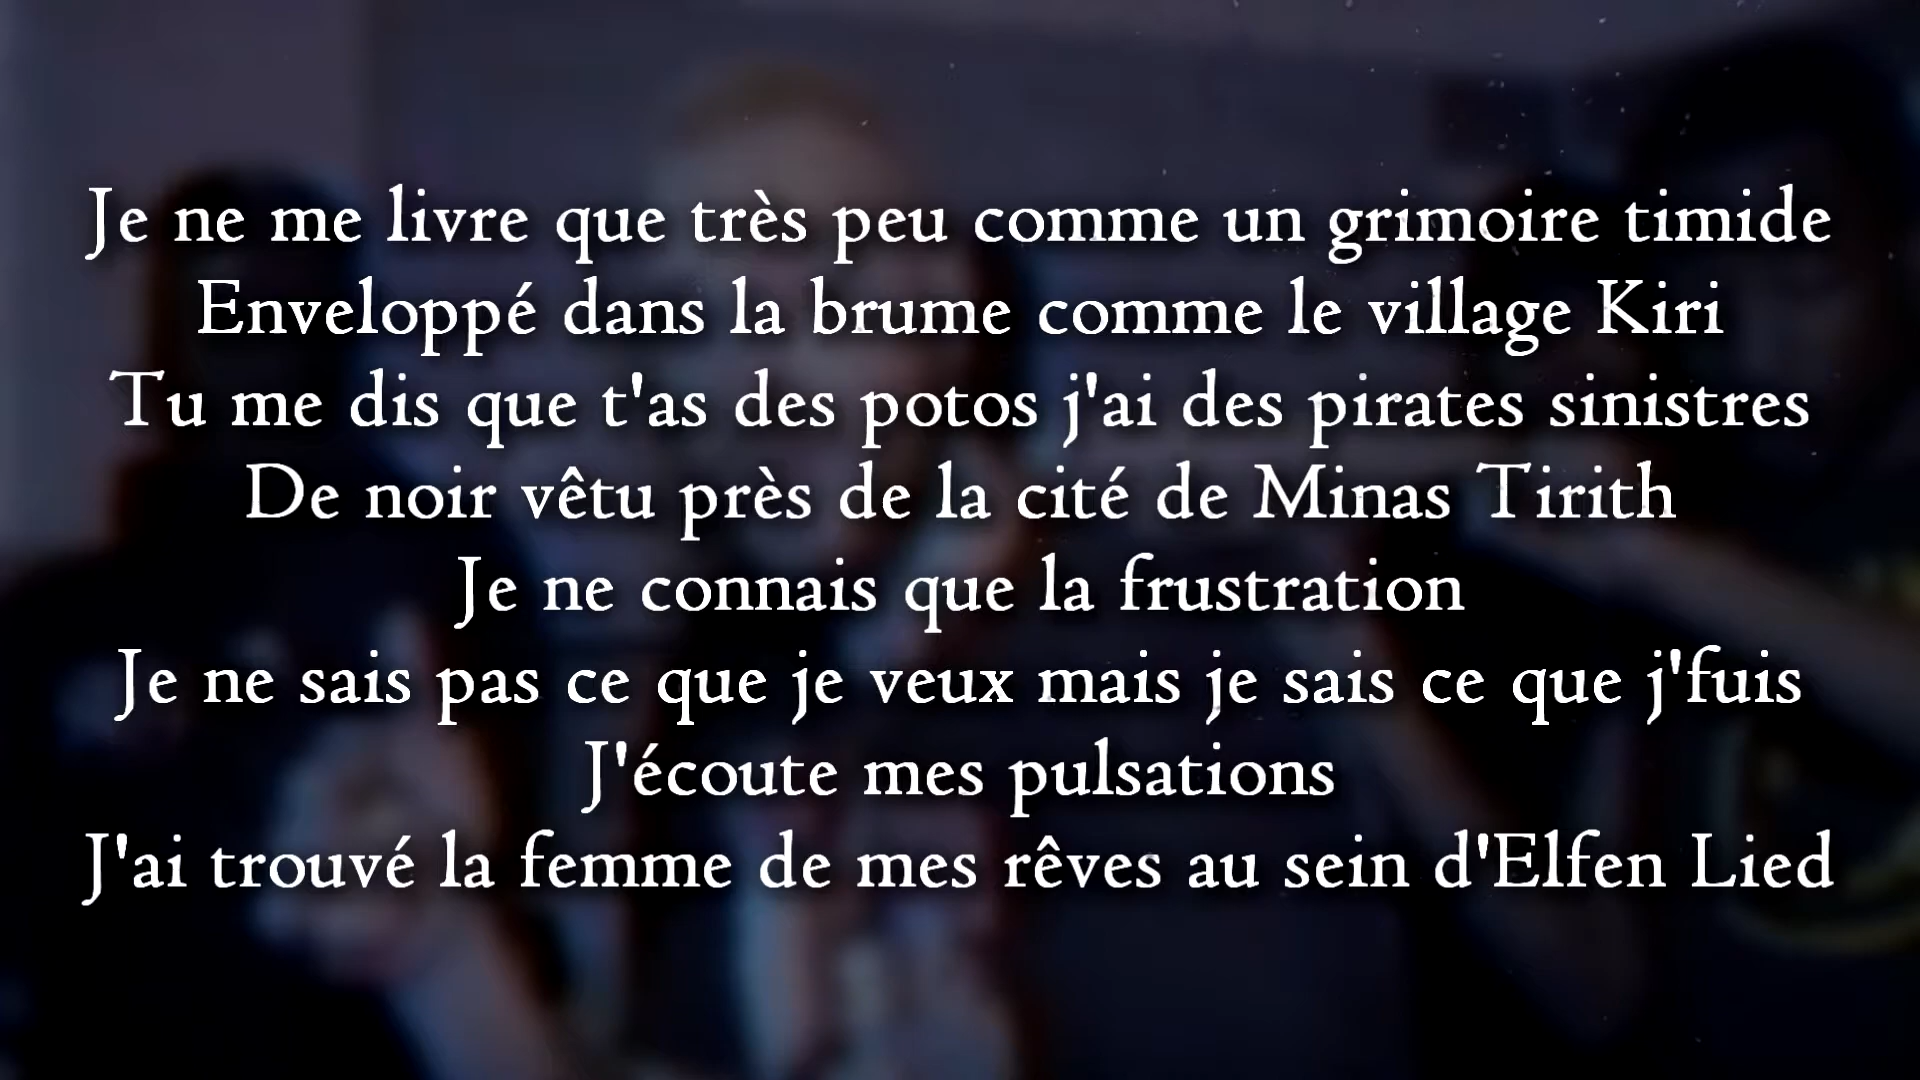 Je ne me livre que très peu comme un grimoire timide
Enveloppé dans la brume comme le village Kiri
Tu me dis que t'as des potos j'ai des pirates sinistres
De noir vêtu près de la cité de Minas Tirith
Je ne connais que la frustration
Je ne sais pas ce que je veux mais je sais ce que j'fuis
J'écoute mes pulsations
J'ai trouvé la femme de mes rêves au sein d'Elfen Lied